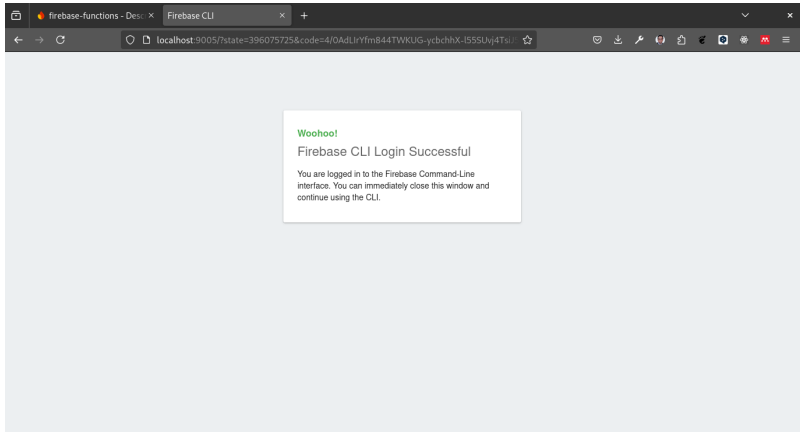 firebase-functions - Desc
Firebase CLI
localhost:9005/?state=396075725&code=4/0AdLIrYfm844TWKUG-ycbchhX-l55SUvj4TsiJ
Woohoo!
Firebase CLI Login Successful
You are logged in to the Firebase Command-Line
interface. You can immediately close this window and
continue using the CLI.